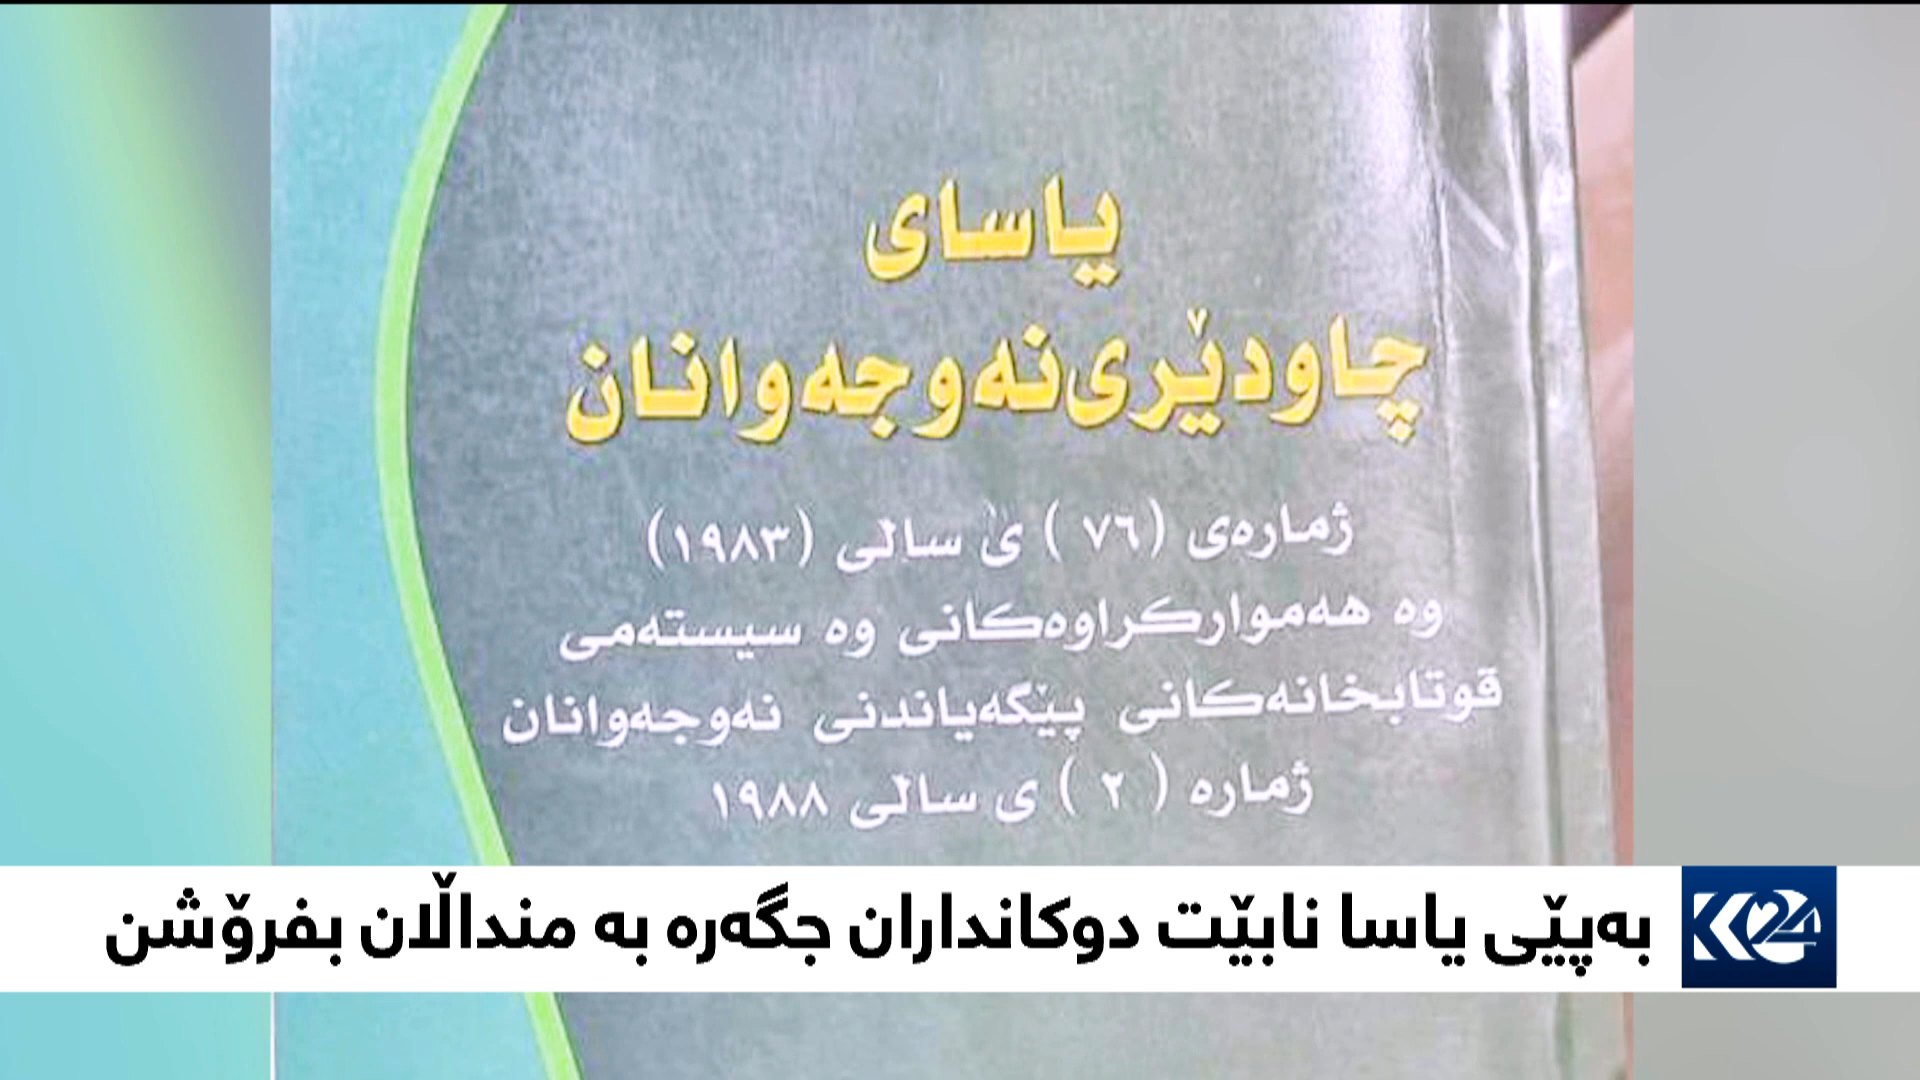 یاسای
چاودێری نەوجەوانان
ژمارەی (٧٦) ی سالی (١٩٨٣)
وە هەموارکراوەکانی وە سیستەمی
قوتابخانەکانی پێگەیاندنی نەوجەوانان
ژمارە (٢) ی سالی ١٩٨٨
بەپێی یاسا نابێت دوکانداران جگەرە بە منداڵان بفرۆشن
K24